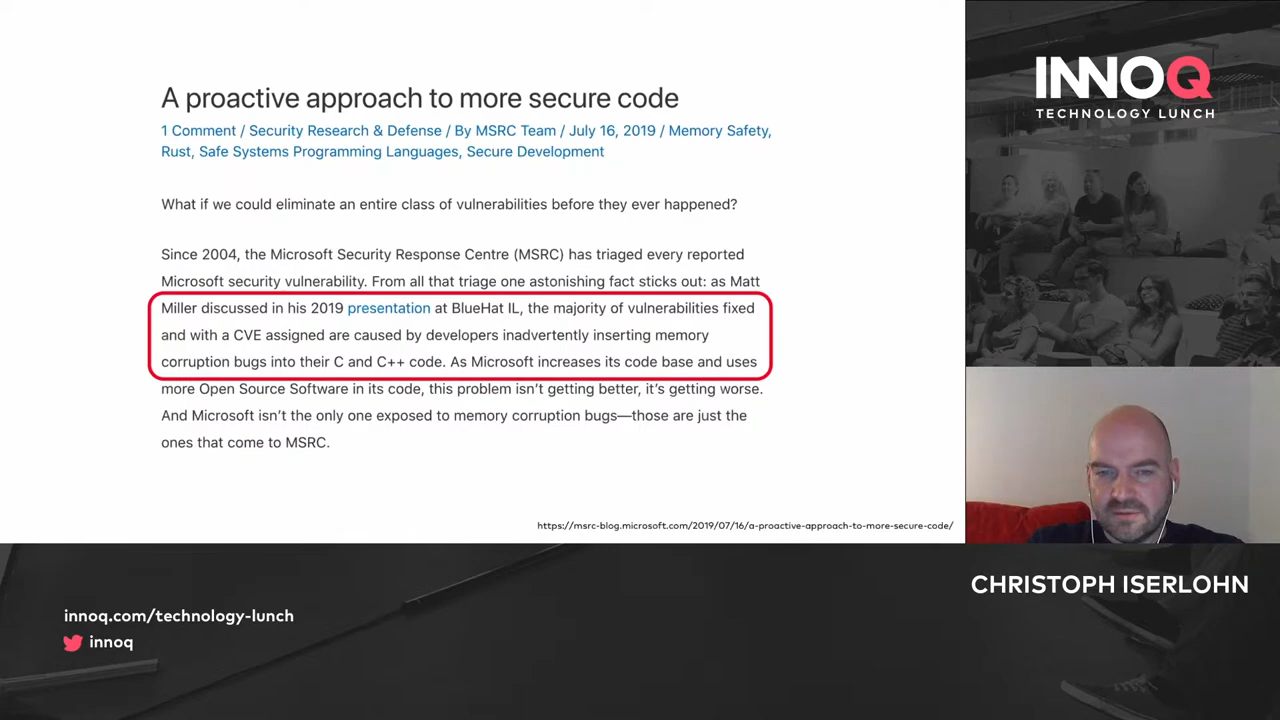 A proactive approach to more secure code
1 Comment / Security Research & Defense / By MSRC Team / July 16, 2019 / Memory Safety,
Rust, Safe Systems Programming Languages, Secure Development
What if we could eliminate an entire class of vulnerabilities before they ever happened?
Since 2004, the Microsoft Security Response Centre (MSRC) has triaged every reported
Microsoft security vulnerability. From all that triage one astonishing fact sticks out: as Matt
Miller discussed in his 2019 presentation at BlueHat IL, the majority of vulnerabilities fixed
and with a CVE assigned are caused by developers inadvertently inserting memory
corruption bugs into their C and C++ code. As Microsoft increases its code base and uses
more Open Source Software in its code, this problem isn’t getting better, it’s getting worse.
And Microsoft isn’t the only one exposed to memory corruption bugs—those are just the
ones that come to MSRC.
https://msrc-blog.microsoft.com/2019/07/16/a-proactive-approach-to-more-secure-code/
INNOQ
TECHNOLOGY LUNCH
CHRISTOPH ISERLOHN
innoq.com/technology-lunch
innoq